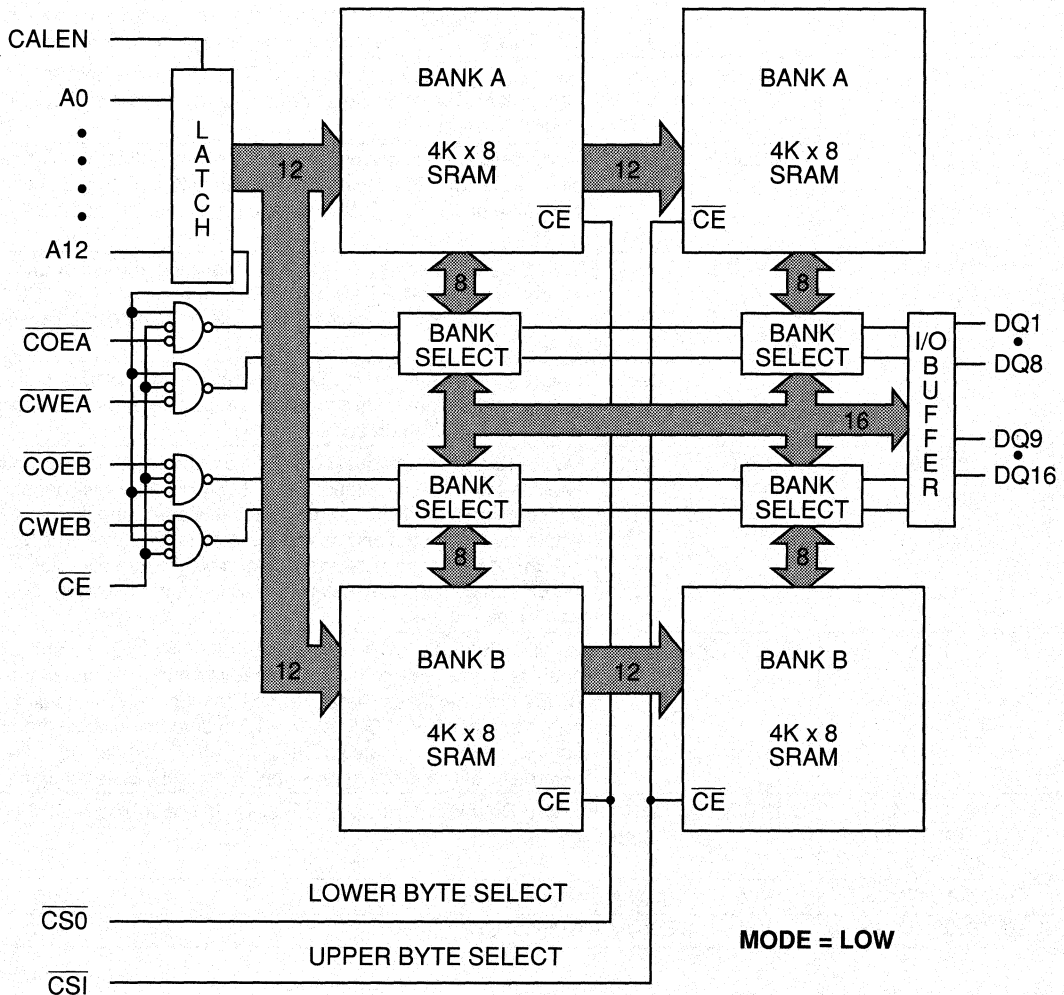 CALEN
A0
A12
COEA
CWEA
COEB
CWEB
CE
LATCH
12
BANK A
4K x 8
SRAM
CE
12
BANK A
4K x 8
SRAM
CE
8
8
BANK
SELECT
BANK
SELECT
I/O
BUFFER
DQ1
DQ8
16
DQ9
DQ16
BANK
SELECT
BANK
SELECT
8
8
12
BANK B
4K x 8
SRAM
CE
12
BANK B
4K x 8
SRAM
CE
LOWER BYTE SELECT
CS0
UPPER BYTE SELECT
CSI
MODE = LOW